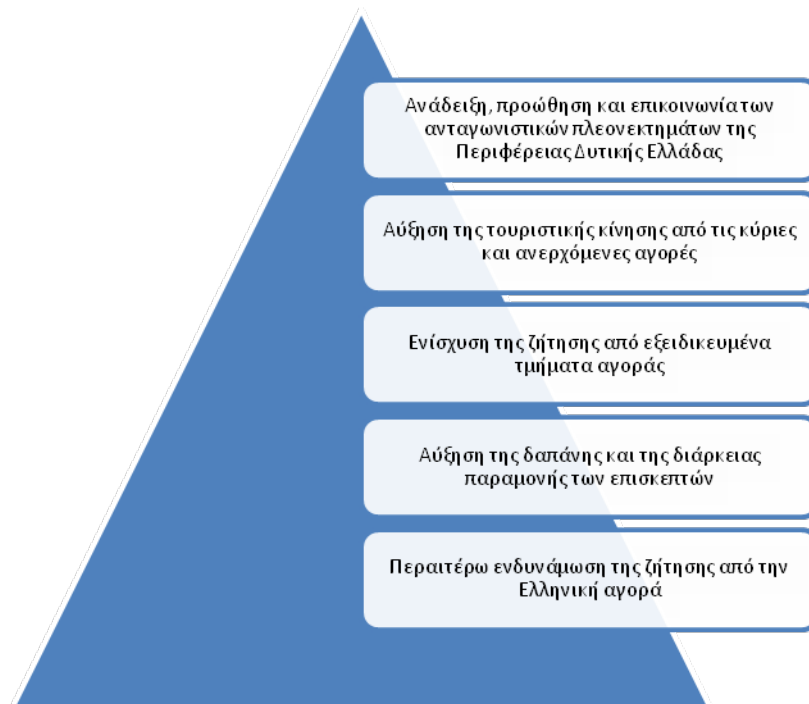 Ανάδειξη, προώθηση και επικοινωνία των
ανταγωνιστικών πλεονεκτημάτων της
Περιφέρειας Δυτικής Ελλάδας
Αύξηση της τουριστικής κίνησης από τις κύριες
και ανερχόμενες αγορές
Ενίσχυση της ζήτησης από εξειδικευμένα
τμήματα αγοράς
Αύξηση της δαπάνης και της διάρκειας
παραμονής των επισκεπτών
Περαιτέρω ενδυνάμωση της ζήτησης από την
Ελληνική αγορά